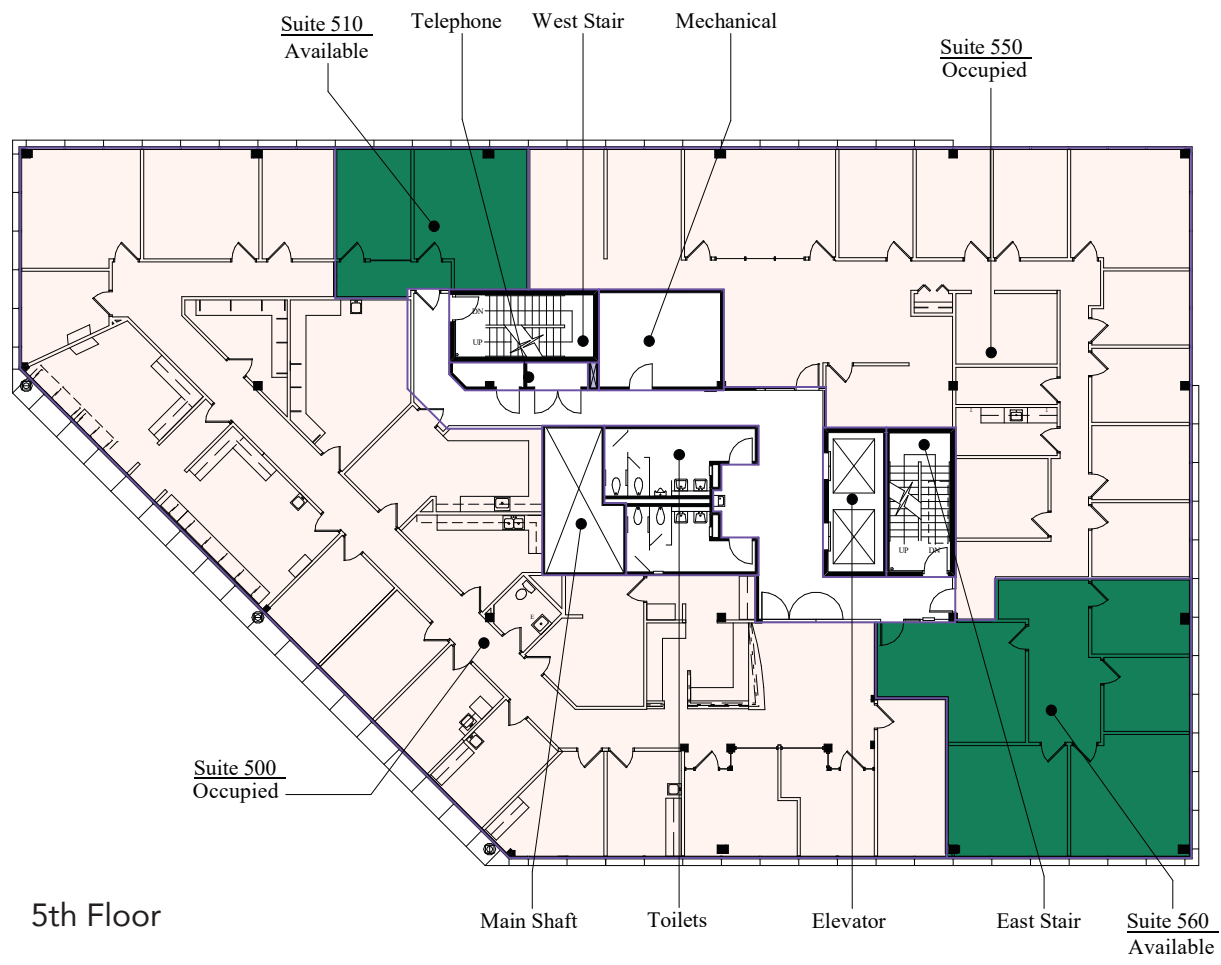 Suite 510
Available
Telephone
West Stair
Mechanical
Suite 550
Occupied
DN
UP
UP
DN
E
Suite 500
Occupied
5th Floor
Main Shaft
Toilets
Elevator
East Stair
Suite 560
Available